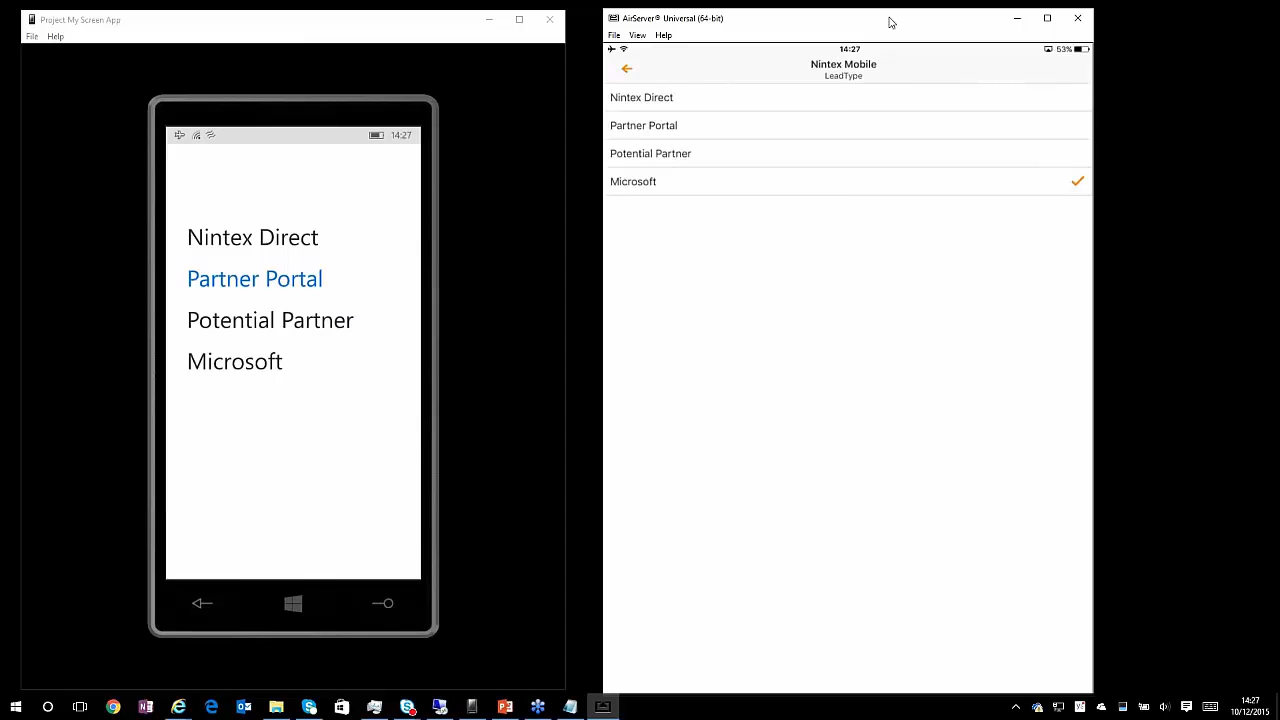 Project My Screen App
File Help
14:27
Nintex Direct
Partner Portal
Potential Partner
Microsoft
AirServer® Universal (64-bit)
File View Help
14:27
53%
Nintex Mobile
LeadType
Nintex Direct
Partner Portal
Potential Partner
Microsoft
14:27
10/12/2015